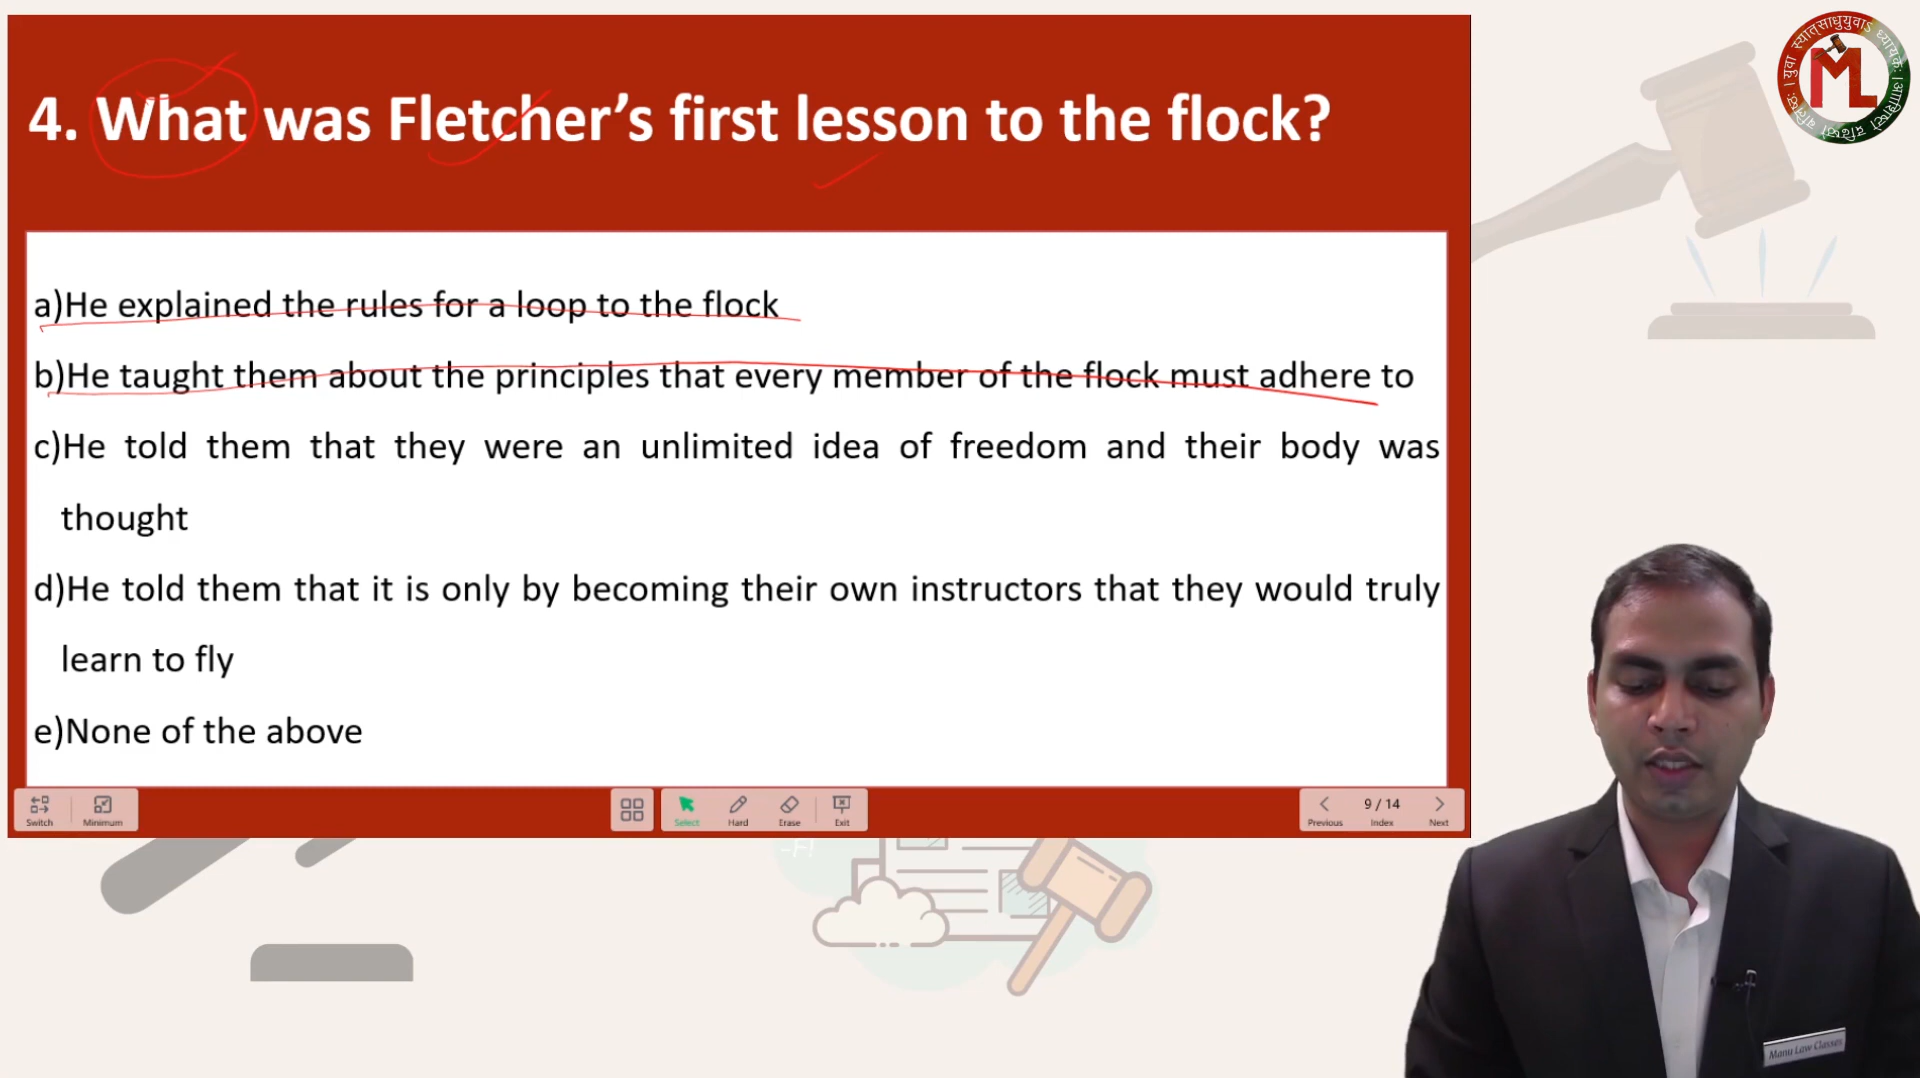 4. What was Fletcher’s first lesson to the flock?
a)He explained the rules for a loop to the flock
b)He taught them about the principles that every member of the flock must adhere to
c)He told them that they were an unlimited idea of freedom and their body was
thought
d)He told them that it is only by becoming their own instructors that they would truly
learn to fly
e)None of the above
Switch
Minimum
Select
Hard
Erase
Exit
9 / 14
Previous
Index
Next
ML
Manu Law Classes